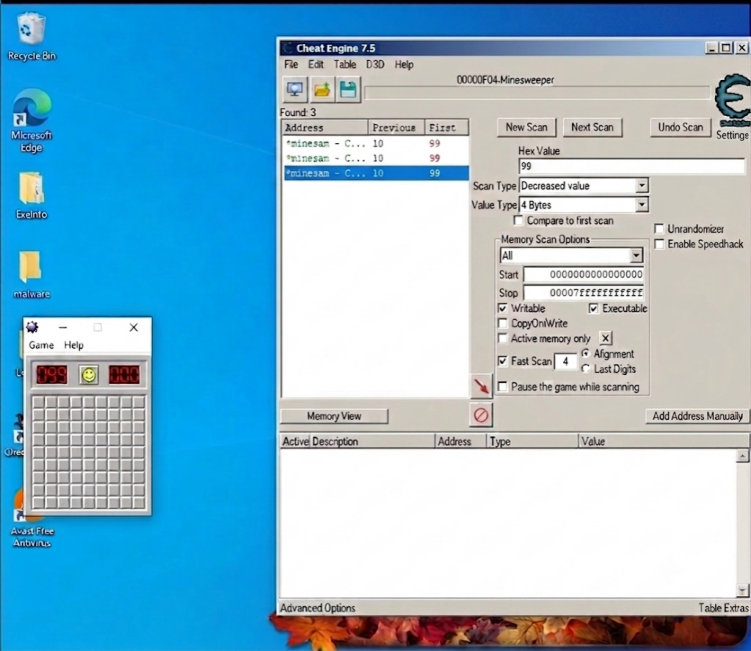 Recycle Bin
Microsoft
Edge
ExeInfo
malware
Game Help
099 000
Avast Free
Antivirus
Cheat Engine 7.5
File Edit Table D3D Help
00000F04-Minesweeper
Found: 3
Address Previous First
*minesam - C... 10 99
*minesam - C... 10 99
*minesam - C... 10 99
New Scan Next Scan Undo Scan
Settings
Hex Value
99
Scan Type Decreased value
Value Type 4 Bytes
Compare to first scan
Memory Scan Options
All
Start 0000000000000000
Stop 00007fffffffffff
Writable Executable
CopyOnWrite
Active memory only
Fast Scan 4 Alignment
Last Digits
Pause the game while scanning
Unrandomizer
Enable Speedhack
Memory View Add Address Manually
Active Description Address Type Value
Advanced Options Table Extras